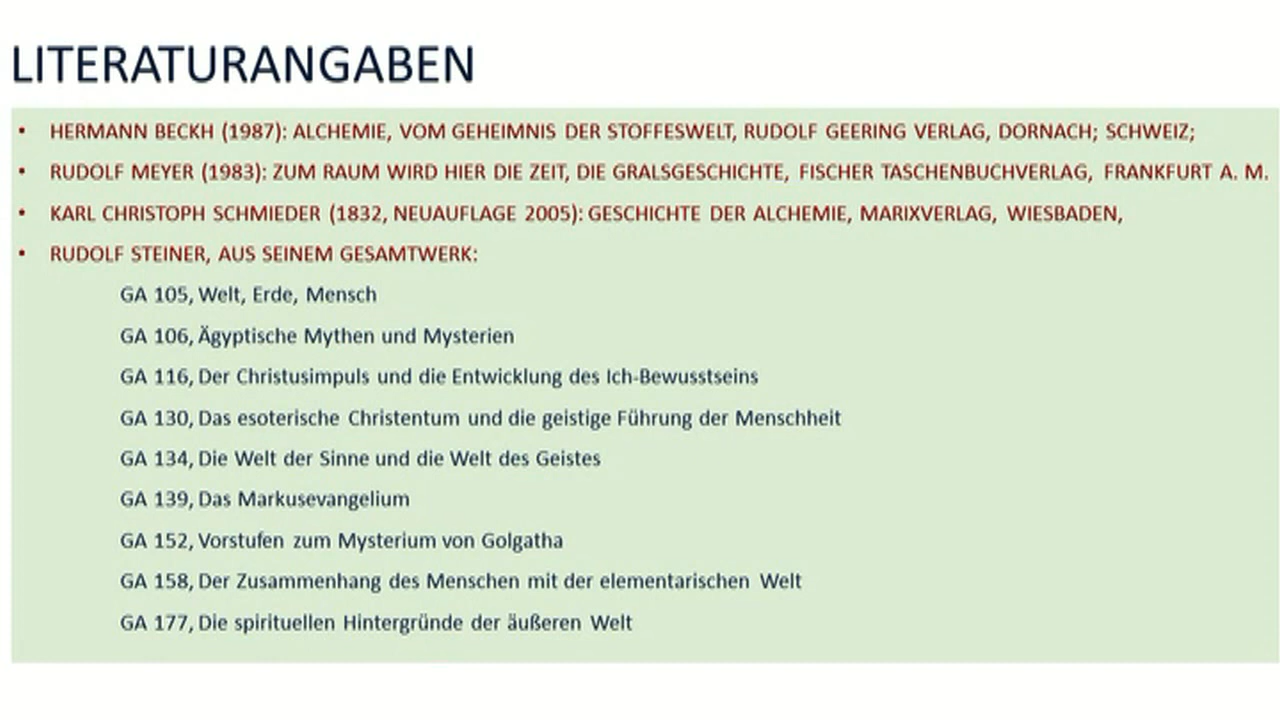 LITERATURANGABEN
• HERMANN BECKH (1987): ALCHEMIE, VOM GEHEIMNIS DER STOFFESWELT, RUDOLF GEERING VERLAG, DORNACH; SCHWEIZ;
• RUDOLF MEYER (1983): ZUM RAUM WIRD HIER DIE ZEIT, DIE GRALSGESCHICHTE, FISCHER TASCHENBUCHVERLAG, FRANKFURT A. M.
• KARL CHRISTOPH SCHMIEDER (1832, NEUAUFLAGE 2005): GESCHICHTE DER ALCHEMIE, MARIXVERLAG, WIESBADEN,
• RUDOLF STEINER, AUS SEINEM GESAMTWERK:
GA 105, Welt, Erde, Mensch
GA 106, Ägyptische Mythen und Mysterien
GA 116, Der Christusimpuls und die Entwicklung des Ich-Bewusstseins
GA 130, Das esoterische Christentum und die geistige Führung der Menschheit
GA 134, Die Welt der Sinne und die Welt des Geistes
GA 139, Das Markusevangelium
GA 152, Vorstufen zum Mysterium von Golgatha
GA 158, Der Zusammenhang des Menschen mit der elementarischen Welt
GA 177, Die spirituellen Hintergründe der äußeren Welt